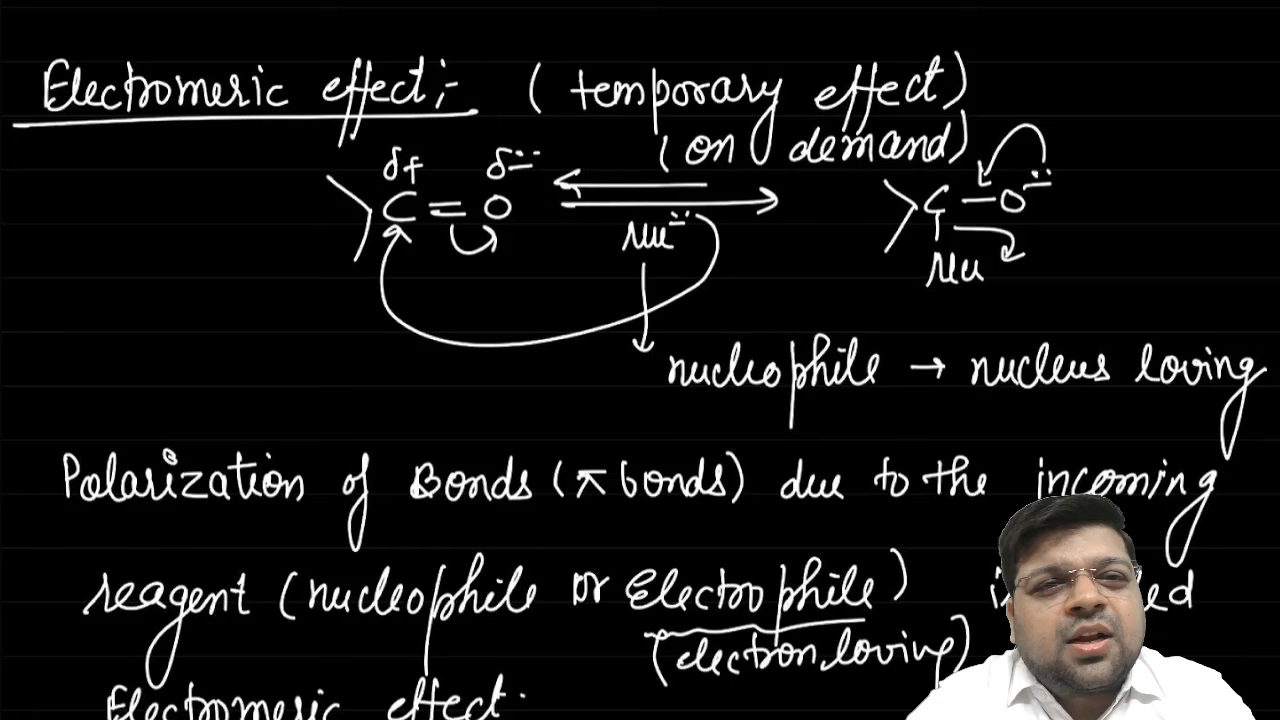 Electromeric effect:- (temporary effect)
(on demand)
δ+ δ-
C = O Nu C - O
Nu
nucleophile → nucleus loving
Polarization of Bonds (π bonds) due to the incoming
reagent (nucleophile or Electrophile)
(electron loving)
Electromeric effect.